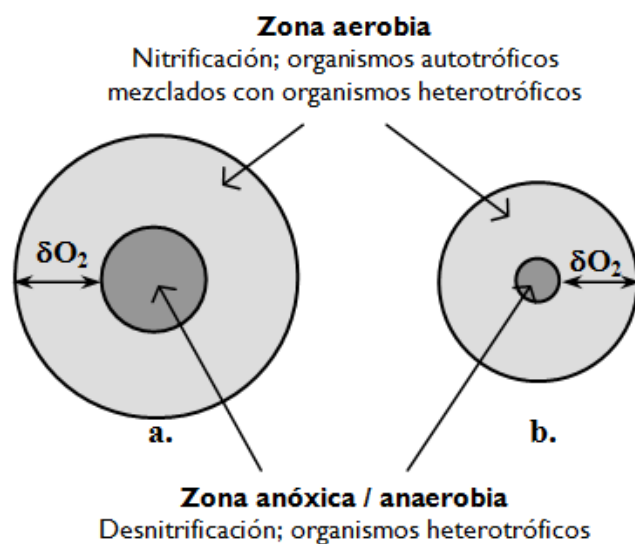 Zona aerobia
Nitrificación; organismos autotróficos
mezclados con organismos heterotróficos
δO₂
δO₂
a.
b.
Zona anóxica / anaerobia
Desnitrificación; organismos heterotróficos